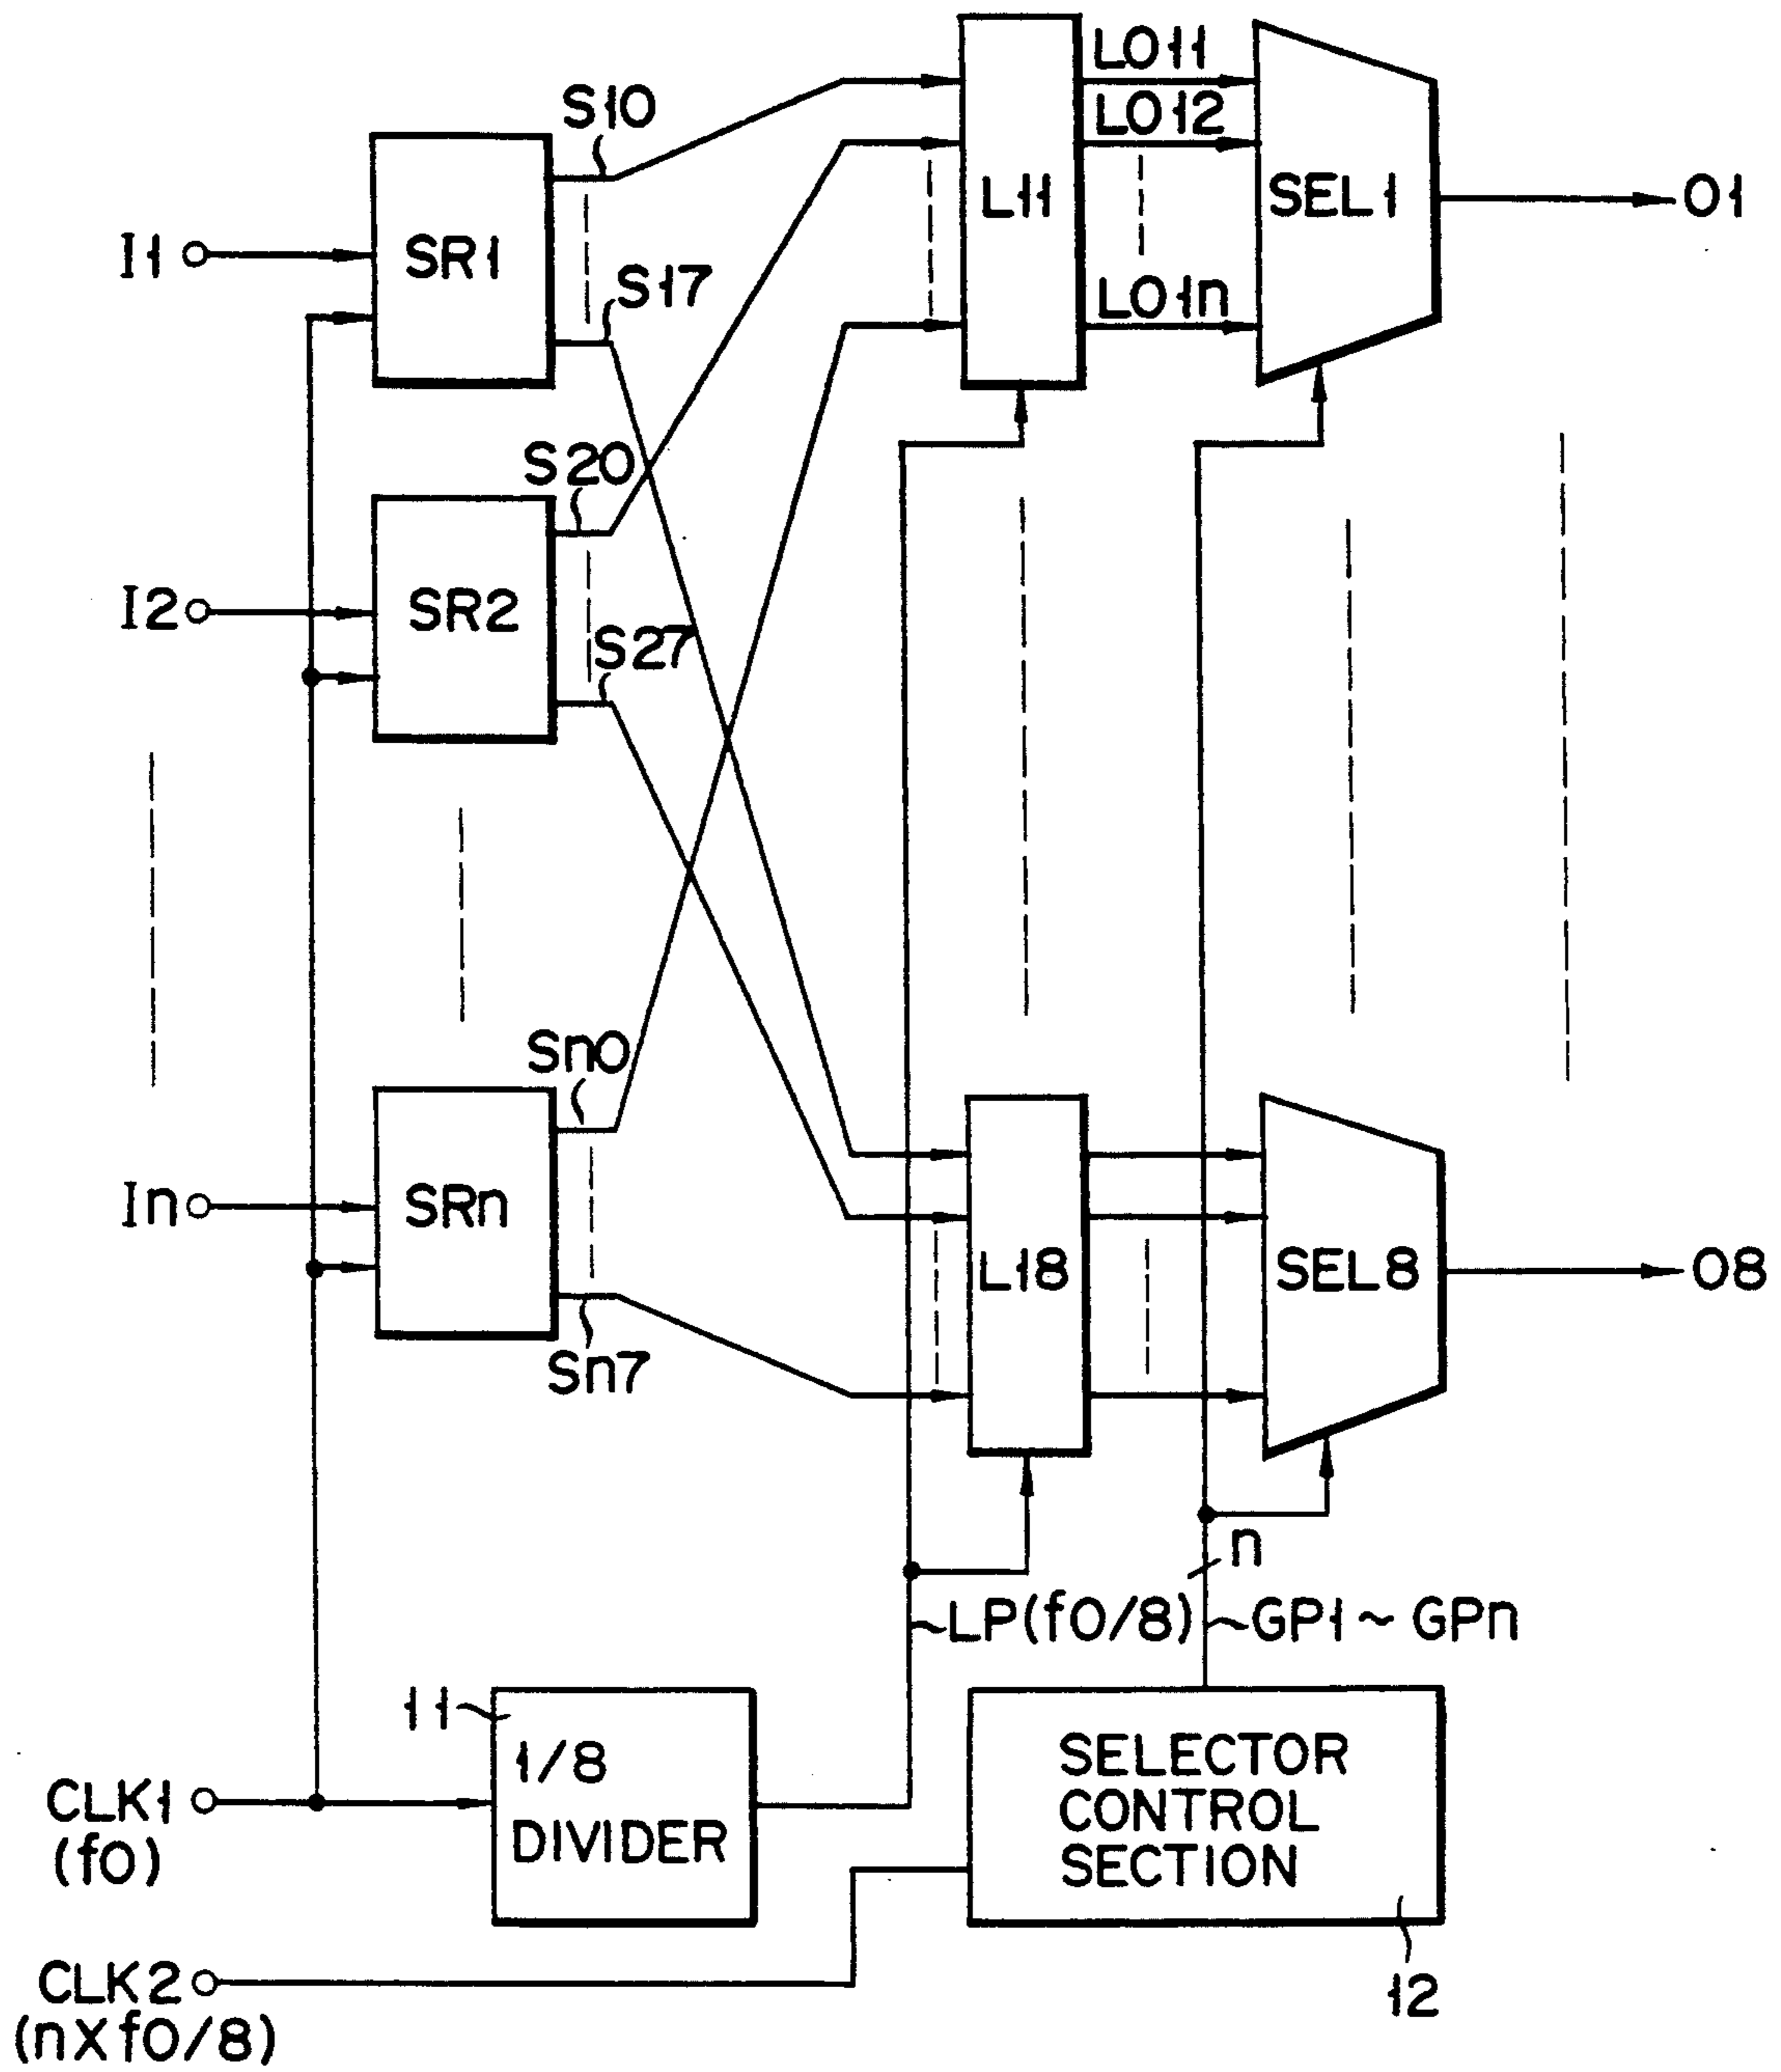 LO11
S10
LO12
SR1
L11
SEL1
O1
I1
S17
LO1n
S20
I2
SR2
S27
Sn0
In
SRn
L18
SEL8
O8
Sn7
n
LP(f0/8)
GP1 ~ GPn
11
1/8
DIVIDER
SELECTOR
CONTROL
SECTION
CLK1
(f0)
CLK2
(nxf0/8)
12